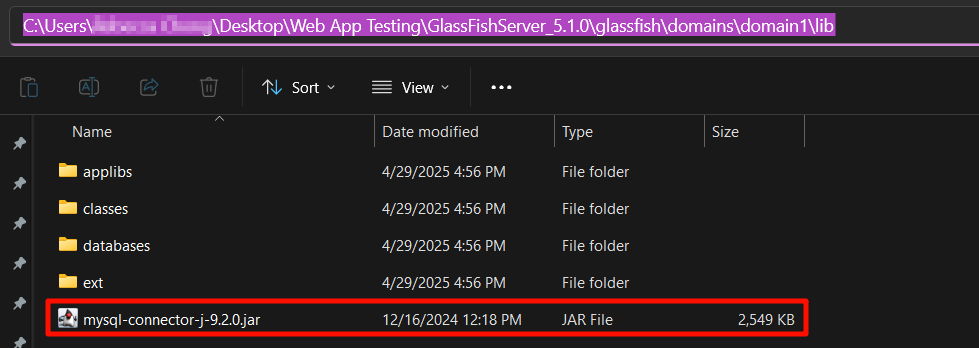 C:\Users\ \Desktop\Web App Testing\GlassFishServer_5.1.0\glassfish\domains\domain1\lib
Sort View
Name Date modified Type Size
applibs 4/29/2025 4:56 PM File folder
classes 4/29/2025 4:56 PM File folder
databases 4/29/2025 4:56 PM File folder
ext 4/29/2025 4:56 PM File folder
mysql-connector-j-9.2.0.jar 12/16/2024 12:18 PM JAR File 2,549 KB